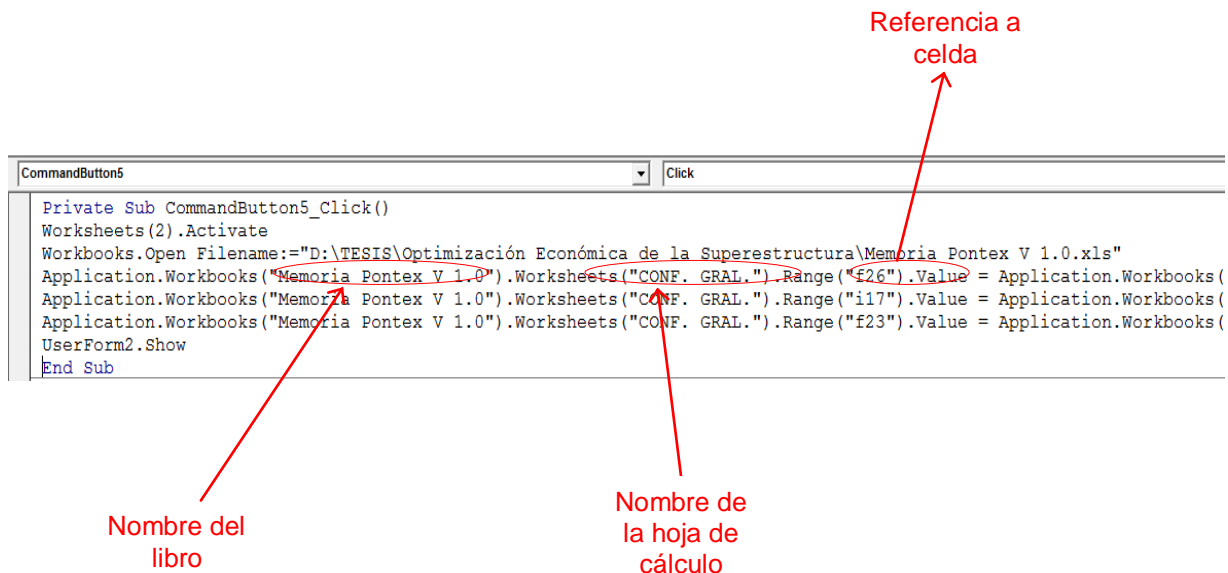 Referencia a
celda
CommandButton5
Click
Private Sub CommandButton5_Click()
Worksheets(2).Activate
Workbooks.Open Filename:="D:\TESIS\Optimización Económica de la Superestructura\Memoria Pontex V 1.0.xls"
Application.Workbooks("Memoria Pontex V 1.0").Worksheets("CONF. GRAL.").Range("f26").Value = Application.Workbooks(
Application.Workbooks("Memoria Pontex V 1.0").Worksheets("CONF. GRAL.").Range("i17").Value = Application.Workbooks(
Application.Workbooks("Memoria Pontex V 1.0").Worksheets("CONF. GRAL.").Range("f23").Value = Application.Workbooks(
UserForm2.Show
End Sub
Nombre del
libro
Nombre de
la hoja de
cálculo